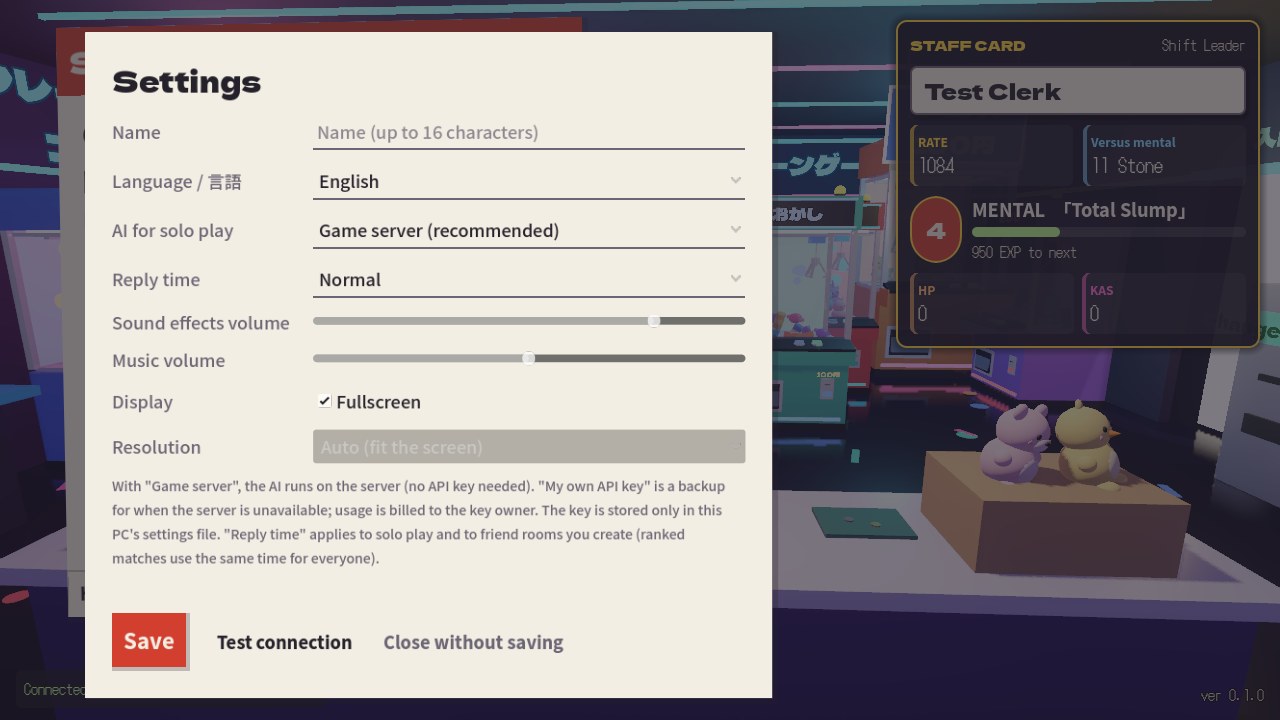 Settings
Name
Name (up to 16 characters)
Language / 言語
English
AI for solo play
Game server (recommended)
Reply time
Normal
Sound effects volume
Music volume
Display
Fullscreen
Resolution
Auto (fit the screen)
With "Game server", the AI runs on the server (no API key needed). "My own API key" is a backup
for when the server is unavailable; usage is billed to the key owner. The key is stored only in this
PC's settings file. "Reply time" applies to solo play and to friend rooms you create (ranked
matches use the same time for everyone).
Save
Test connection
Close without saving
STAFF CARD
Shift Leader
Test Clerk
RATE
1084
Versus mental
11 Stone
4
MENTAL 「Total Slump」
950 EXP to next
HP
0
KAS
0
Connected
ver 0.1.0